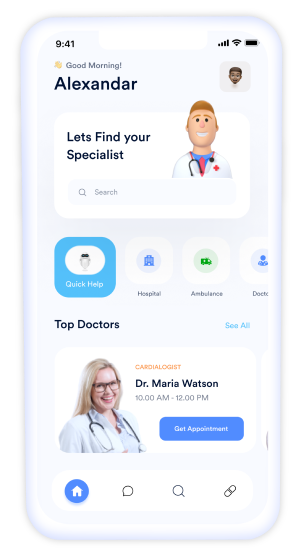 9:41
👋 Good Morning!
Alexandar
Lets Find your
Specialist
Search
Quick Help
Hospital
Ambulance
Docto
Top Doctors
See All
CARDIALOGIST
Dr. Maria Watson
10.00 AM - 12.00 PM
Get Appointment